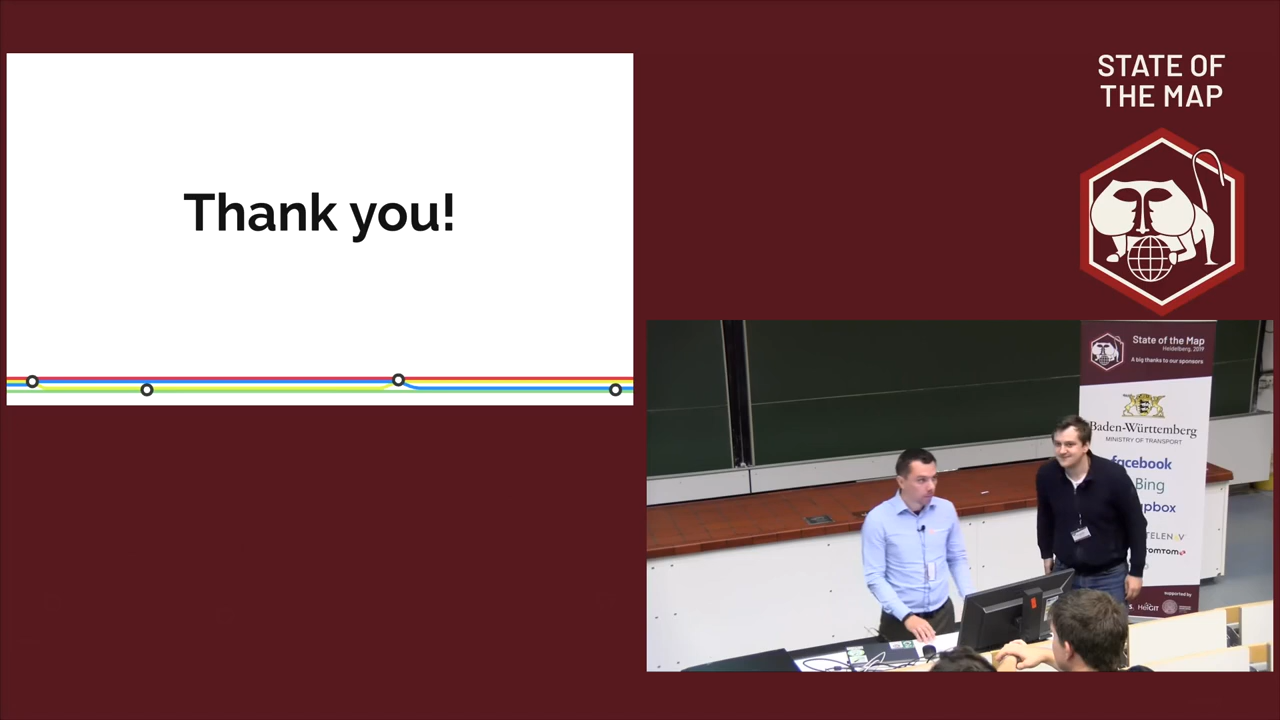 Thank you!
STATE OF
THE MAP
State of the Map
Heidelberg, 2019
A big thanks to our sponsors
Baden-Württemberg
MINISTRY OF TRANSPORT
facebook
Bing
pbox
TELENAV
TOMTOM
supported by
HeiGIT